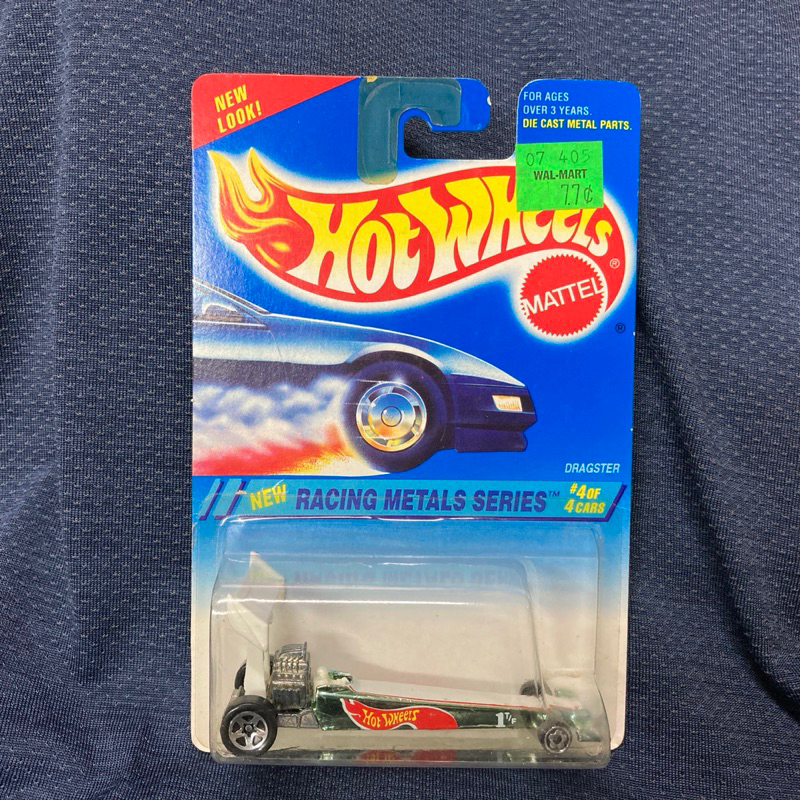 NEW
LOOK!
FOR AGES
OVER 3 YEARS.
DIE CAST METAL PARTS.
07 405
WAL-MART
77¢
HOT WHEELS
®
MATTEL
®
DRAGSTER
NEW RACING METALS SERIES™ #4 OF
4 CARS
Hot Wheels
1 T/F